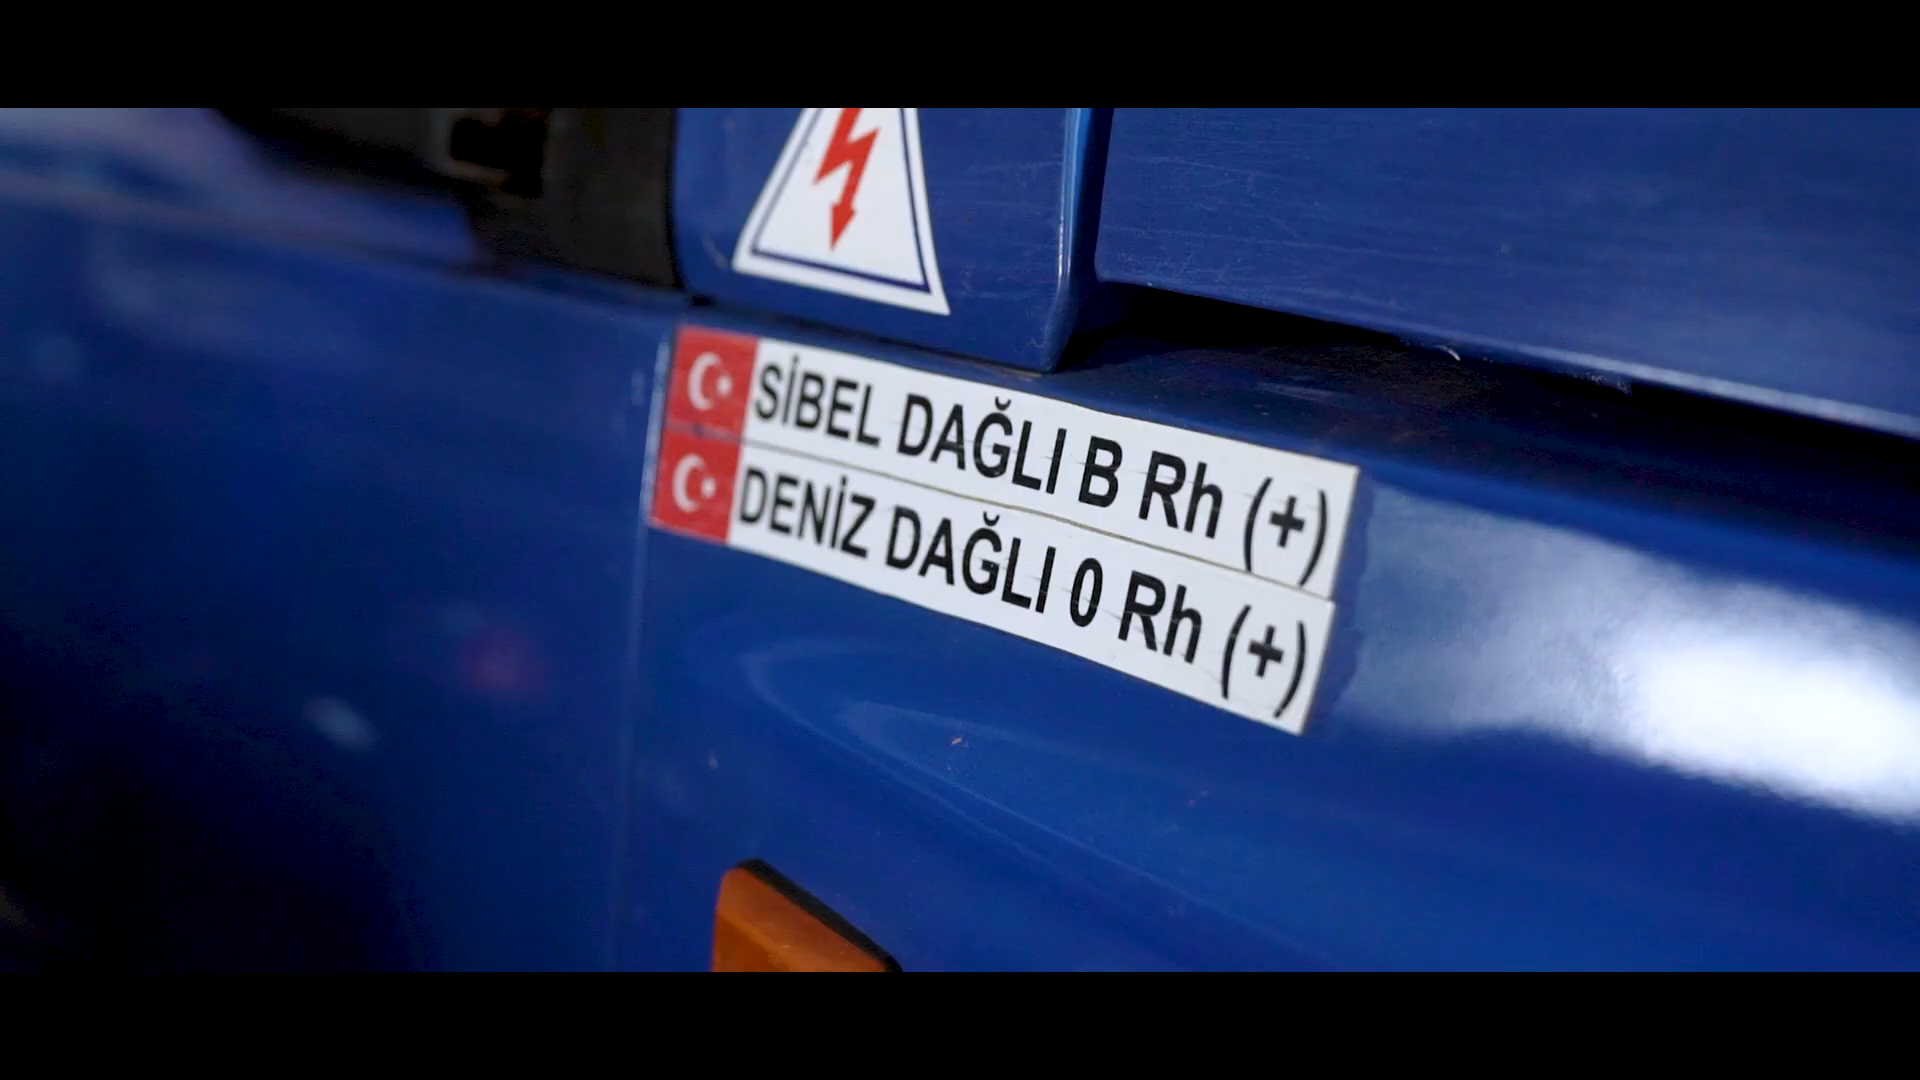 SİBEL DAĞLI B Rh (+)
DENİZ DAĞLI 0 Rh (+)